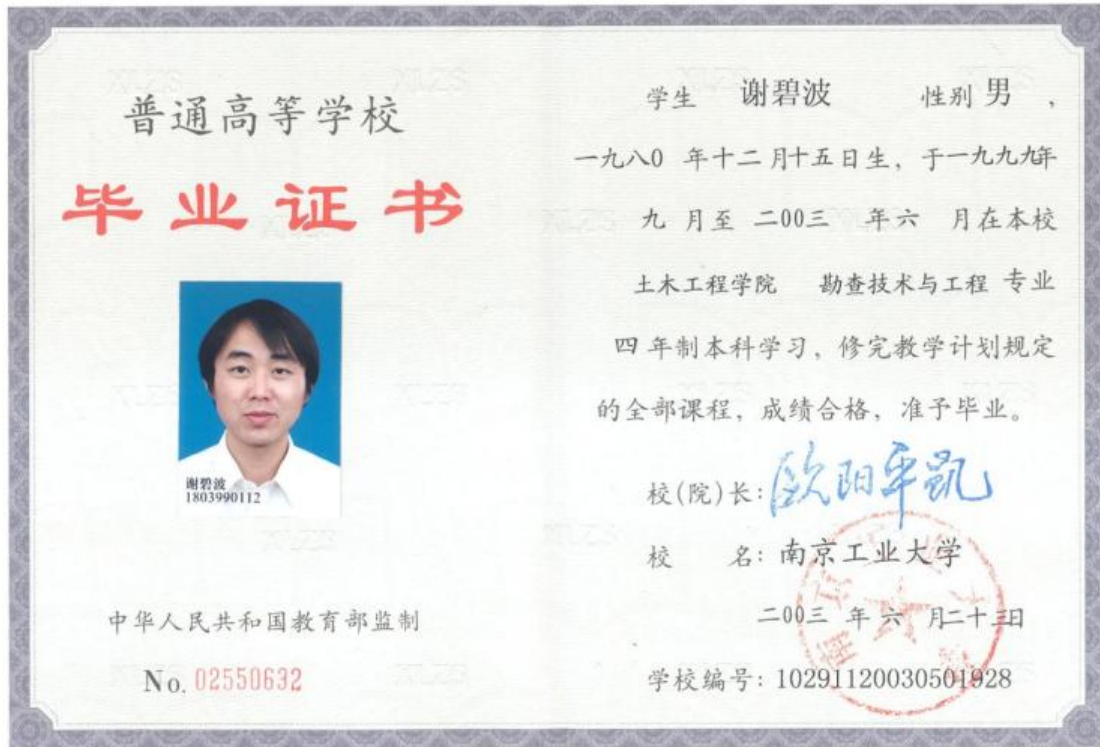 普通高等学校
毕业证书
谢碧波
1803990112
中华人民共和国教育部监制
No. 02550632
学生 谢碧波 性别 男 ，
一九八0 年十二月十五日生，于一九九九年
九 月至 二00三 年六 月在本校
土木工程学院 勘查技术与工程 专业
四 年制本科学习，修完教学计划规定
的全部课程，成绩合格，准予毕业。
校(院)长：欧阳平凯
校 名：南京工业大学
二00三 年 六 月二十三日
学校编号：10291120030501928